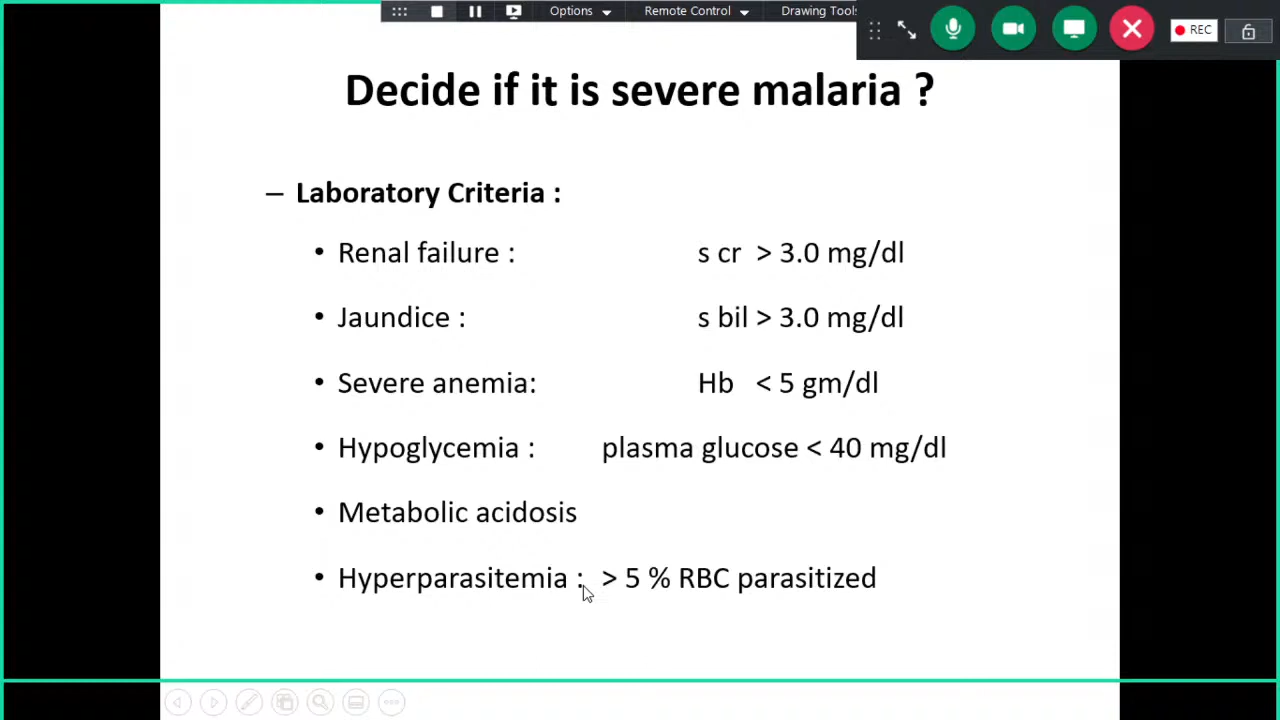 Options Remote Control Drawing Tools
REC
Decide if it is severe malaria ?
– Laboratory Criteria :
• Renal failure : s cr > 3.0 mg/dl
• Jaundice : s bil > 3.0 mg/dl
• Severe anemia: Hb < 5 gm/dl
• Hypoglycemia : plasma glucose < 40 mg/dl
• Metabolic acidosis
• Hyperparasitemia : > 5 % RBC parasitized